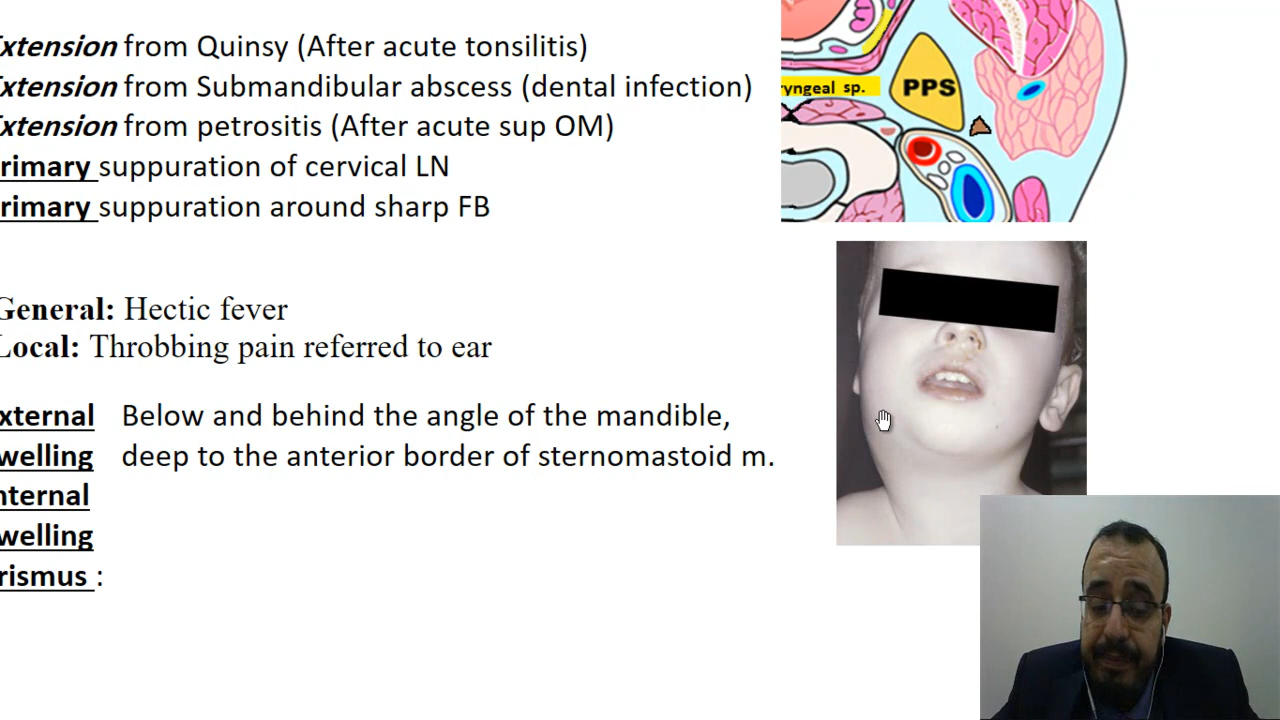 xtension from Quinsy (After acute tonsilitis)
xtension from Submandibular abscess (dental infection)
xtension from petrositis (After acute sup OM)
rimary suppuration of cervical LN
rimary suppuration around sharp FB
yngeal sp.
PPS
General: Hectic fever
Local: Throbbing pain referred to ear
xternal Below and behind the angle of the mandible,
welling deep to the anterior border of sternomastoid m.
nternal
welling
rismus :